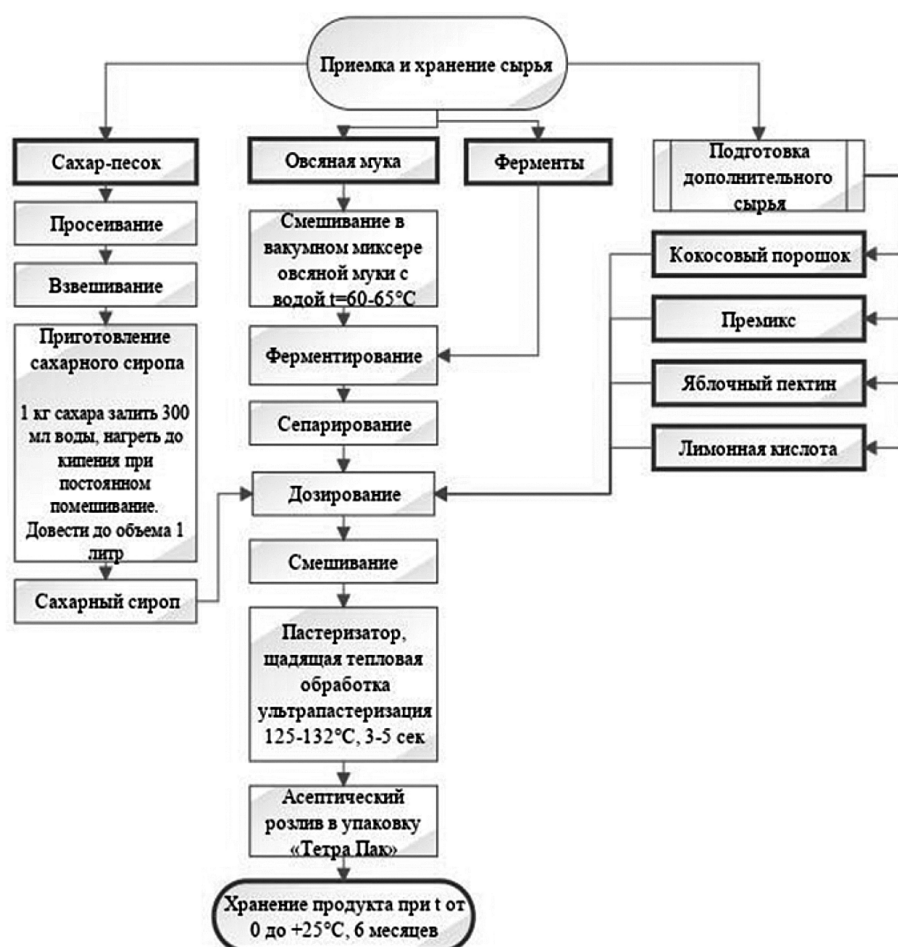 Приемка и хранение сырья
Сахар-песок
Просеивание
Взвешивание
Приготовление
сахарного сиропа
1 кг сахара залить 300
мл воды, нагреть до
кипения при
постоянном
помешивание.
Довести до объема 1
литр
Сахарный сироп
Овсяная мука
Смешивание в
вакумном миксере
овсяной муки с
водой t=60-65°С
Ферментирование
Сепарирование
Дозирование
Смешивание
Пастеризатор,
щадящая тепловая
обработка
ультрапастеризация
125-132°С, 3-5 сек
Асептический
розлив в упаковку
«Тетра Пак»
Хранение продукта при t от
0 до +25°С, 6 месяцев
Ферменты
Подготовка
дополнительного
сырья
Кокосовый порошок
Премикс
Яблочный пектин
Лимонная кислота